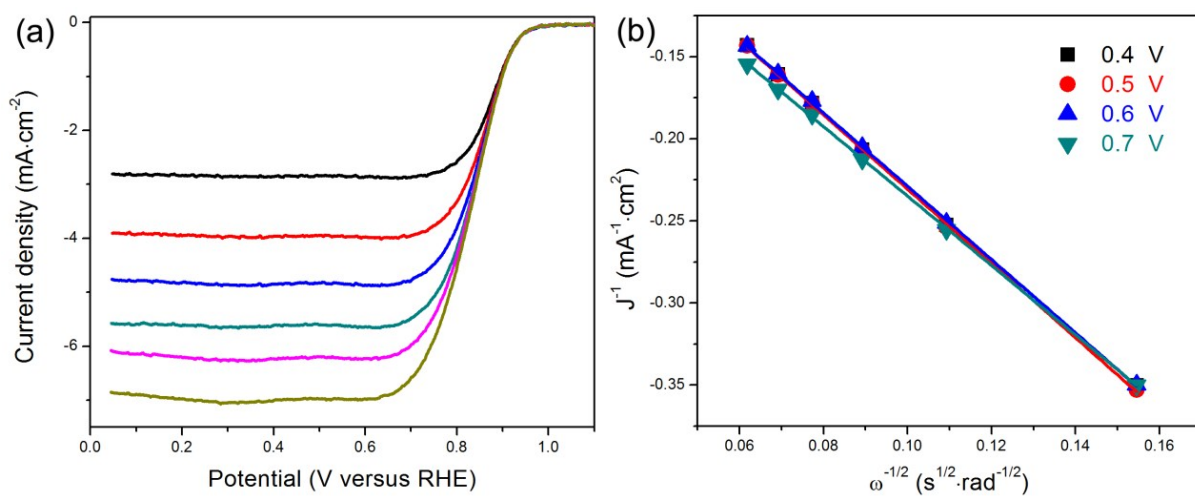 (a)
0
-2
-4
-6
0.0 0.2 0.4 0.6 0.8 1.0
Current density (mA·cm⁻²)
Potential (V versus RHE)
(b)
0.4 V
0.5 V
0.6 V
0.7 V
-0.15
-0.20
-0.25
-0.30
-0.35
0.06 0.08 0.10 0.12 0.14 0.16
J⁻¹ (mA⁻¹·cm²)
ω⁻¹/² (s¹/²·rad⁻¹/²)